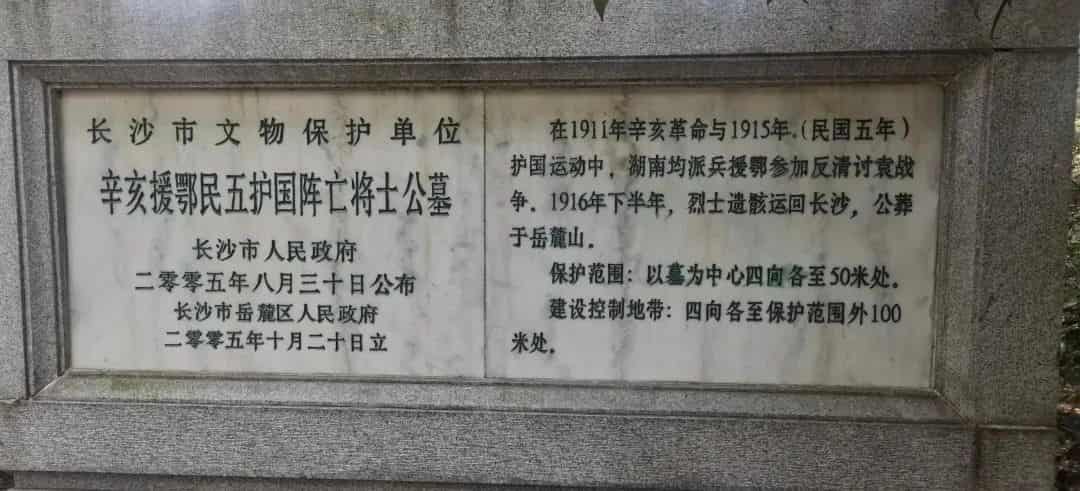 长沙市文物保护单位
辛亥援鄂民五护国阵亡将士公墓
长沙市人民政府
二零零五年八月三十日公布
长沙市岳麓区人民政府
二零零五年十月二十日立
在1911年辛亥革命与1915年.(民国五年)
护国运动中，湖南均派兵援鄂参加反清讨袁战
争．1916年下半年，烈士遗骸运回长沙，公葬
于岳麓山．
保护范围：以墓为中心四向各至50米处．
建设控制地带：四向各至保护范围外100
米处．